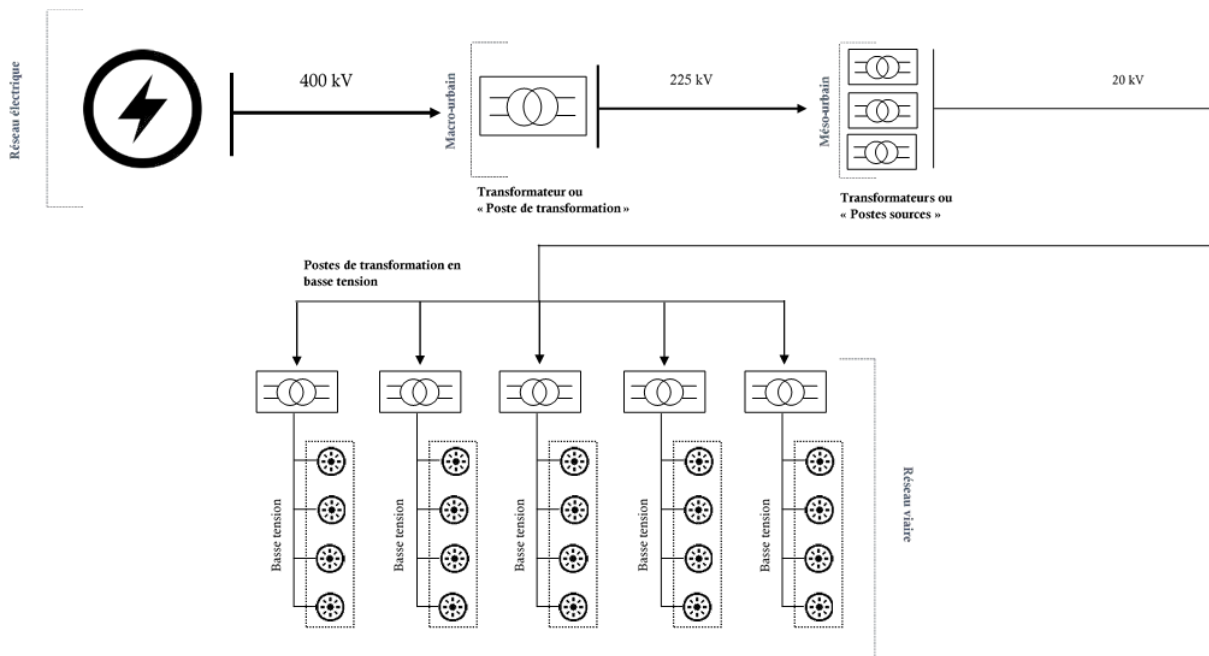 Réseau électrique
400 kV
Macro-urbain
Transformateur ou
« Poste de transformation »
225 kV
Méso-urbain
Transformateurs ou
« Postes sources »
20 kV
Postes de transformation en
basse tension
Basse tension
Basse tension
Basse tension
Basse tension
Basse tension
Réseau viaire